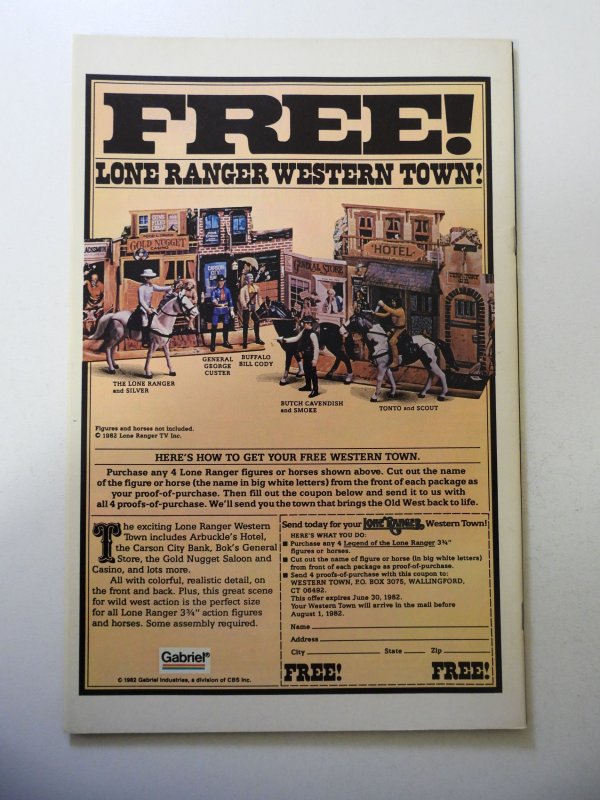 FREE!
LONE RANGER WESTERN TOWN!
GOLD NUGGET
CASINO
CARSON
CITY
GENERAL STORE
HOTEL
THE LONE RANGER
and SILVER
GENERAL
GEORGE
CUSTER
BUFFALO
BILL CODY
BUTCH CAVENDISH
and SMOKE
TONTO and SCOUT
Figures and horses not included.
© 1982 Lone Ranger TV Inc.
HERE'S HOW TO GET YOUR FREE WESTERN TOWN.
Purchase any 4 Lone Ranger figures or horses shown above. Cut out the name
of the figure or horse (the name in big white letters) from the front of each package as
your proof-of-purchase. Then fill out the coupon below and send it to us with
all 4 proofs-of-purchase. We'll send you the town that brings the Old West back to life.
The exciting Lone Ranger Western
Town includes Arbuckle's Hotel,
the Carson City Bank, Bok's General
Store, the Gold Nugget Saloon and
Casino, and lots more.
All with colorful, realistic detail, on
the front and back. Plus, this great scene
for wild west action is the perfect size
for all Lone Ranger 3¾" action figures
and horses. Some assembly required.
Gabriel®
© 1982 Gabriel Industries, a division of CBS Inc.
Send today for your LONE RANGER Western Town!
HERE'S WHAT YOU DO:
■ Purchase any 4 Legend of the Lone Ranger 3¾"
figures or horses.
■ Cut out the name of figure or horse (in big white letters)
from front of each package as proof-of-purchase.
■ Send 4 proofs-of-purchase with this coupon to:
WESTERN TOWN, P.O. BOX 3075, WALLINGFORD,
CT 06492.
This offer expires June 30, 1982.
Your Western Town will arrive in the mail before
August 1, 1982.
Name
Address
City State Zip
FREE! FREE!